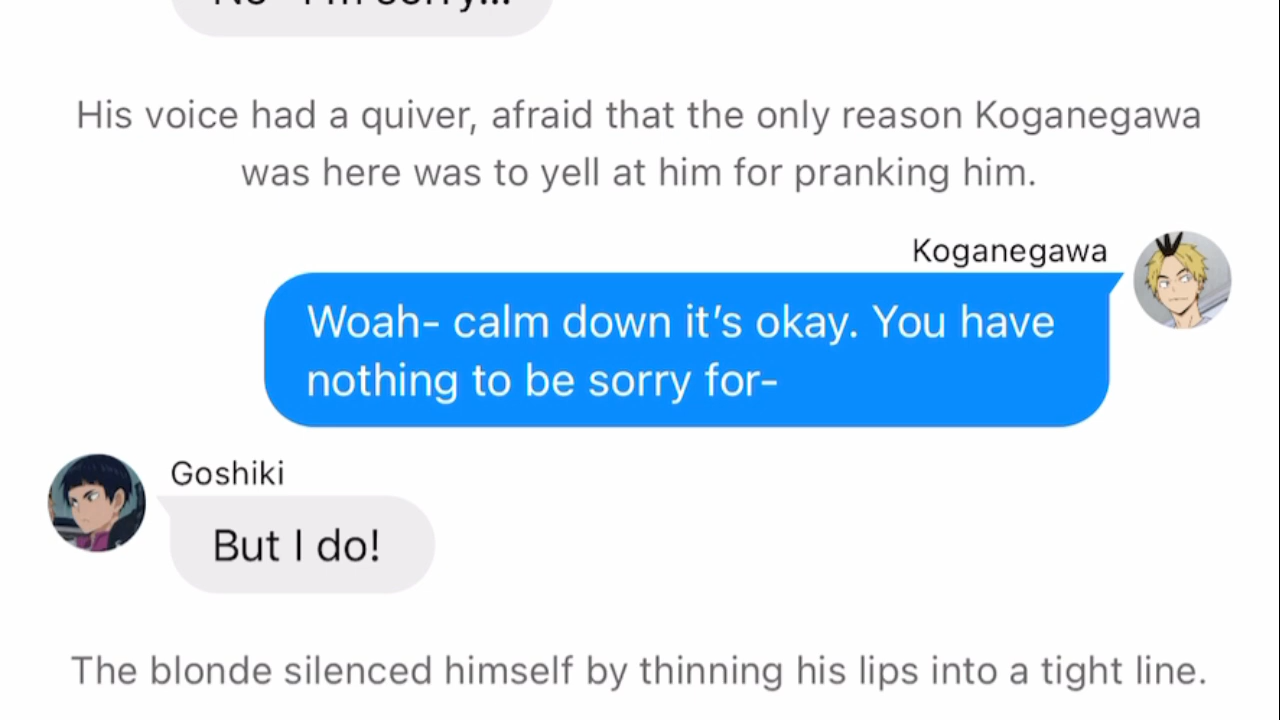 No- I'm sorry...
His voice had a quiver, afraid that the only reason Koganegawa
was here was to yell at him for pranking him.
Koganegawa
Woah- calm down it's okay. You have
nothing to be sorry for-
Goshiki
But I do!
The blonde silenced himself by thinning his lips into a tight line.